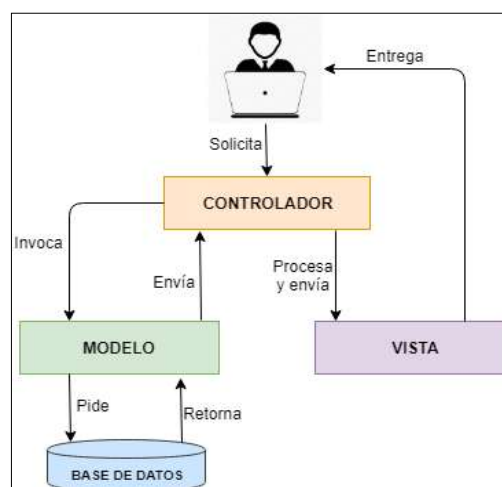 Entrega
Solicita
CONTROLADOR
Invoca
Envía
Procesa
y envía
MODELO
VISTA
Pide
Retorna
BASE DE DATOS